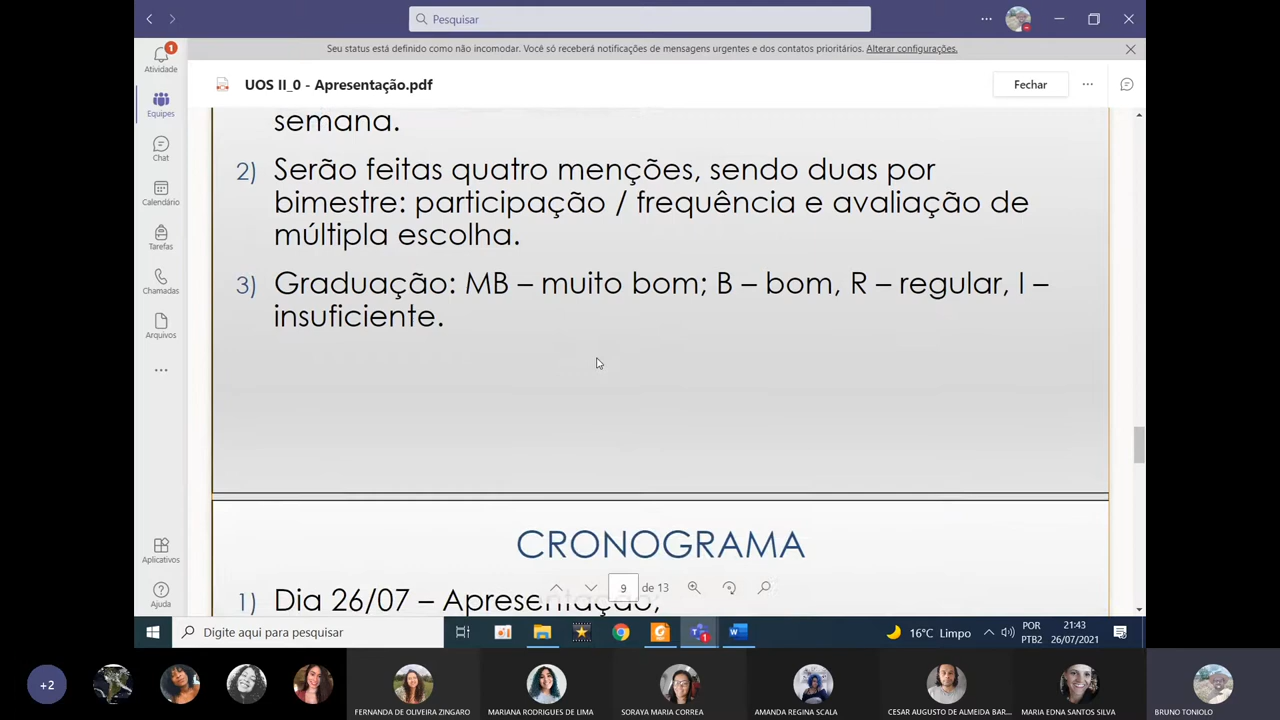 Pesquisar
Seu status está definido como não incomodar. Você só receberá notificações de mensagens urgentes e dos contatos prioritários. Alterar configurações.
1
Atividade
Equipes
Chat
Calendário
Tarefas
Chamadas
Arquivos
Aplicativos
Ajuda
UOS II_0 - Apresentação.pdf
Fechar
semana.
2) Serão feitas quatro menções, sendo duas por
bimestre: participação / frequência e avaliação de
múltipla escolha.
3) Graduação: MB – muito bom; B – bom, R – regular, I –
insuficiente.
CRONOGRAMA
9 de 13
1) Dia 26/07 – Apresentação;
Digite aqui para pesquisar
1
16°C Limpo
POR
PTB2
21:43
26/07/2021
+2
FERNANDA DE OLIVEIRA ZINGARO
MARIANA RODRIGUES DE LIMA
SORAYA MARIA CORREA
AMANDA REGINA SCALA
CESAR AUGUSTO DE ALMEIDA BAR...
MARIA EDNA SANTOS SILVA
BRUNO TONIOLO